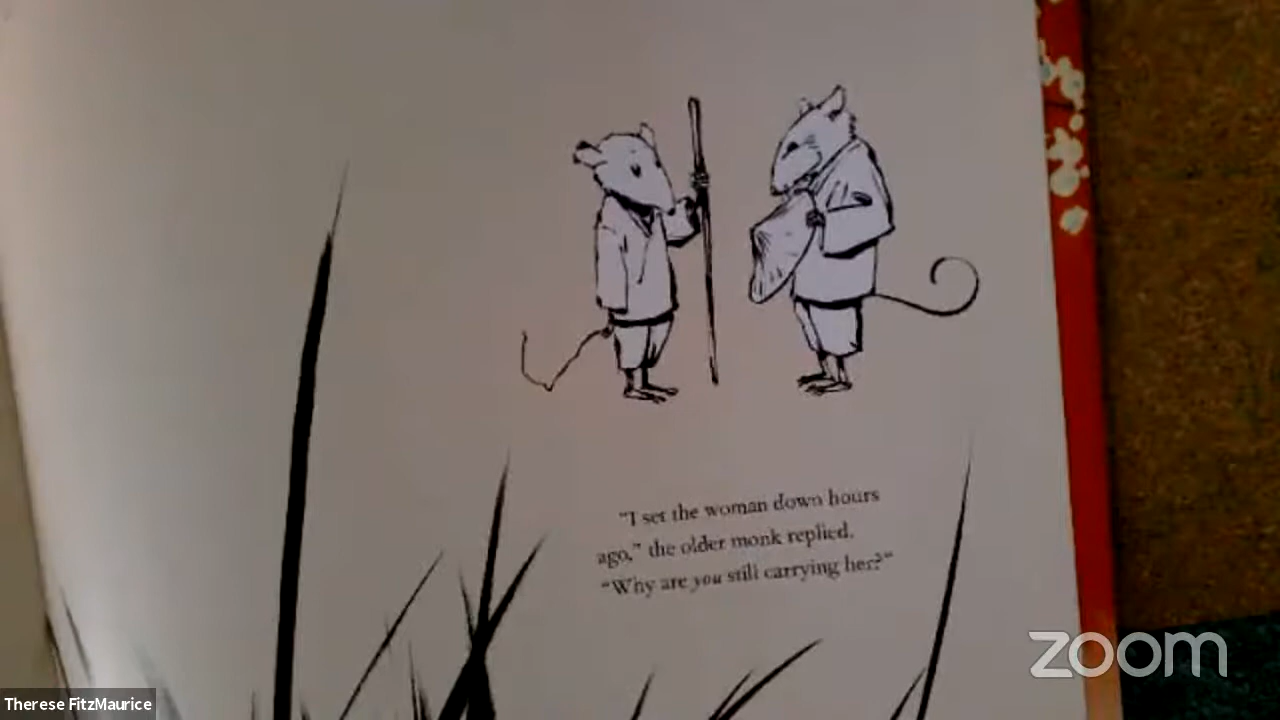 "I set the woman down hours
ago," the older monk replied.
"Why are you still carrying her?"
zoom
Therese FitzMaurice